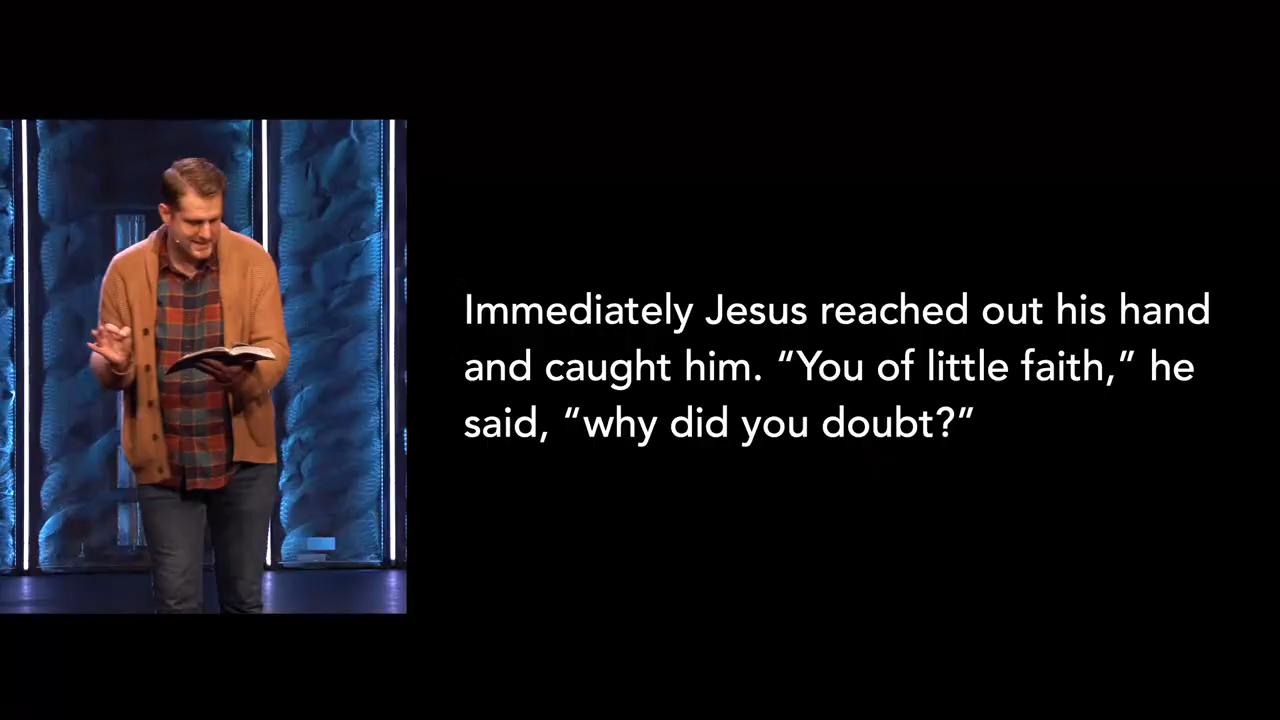 Immediately Jesus reached out his hand
and caught him. “You of little faith,” he
said, “why did you doubt?”